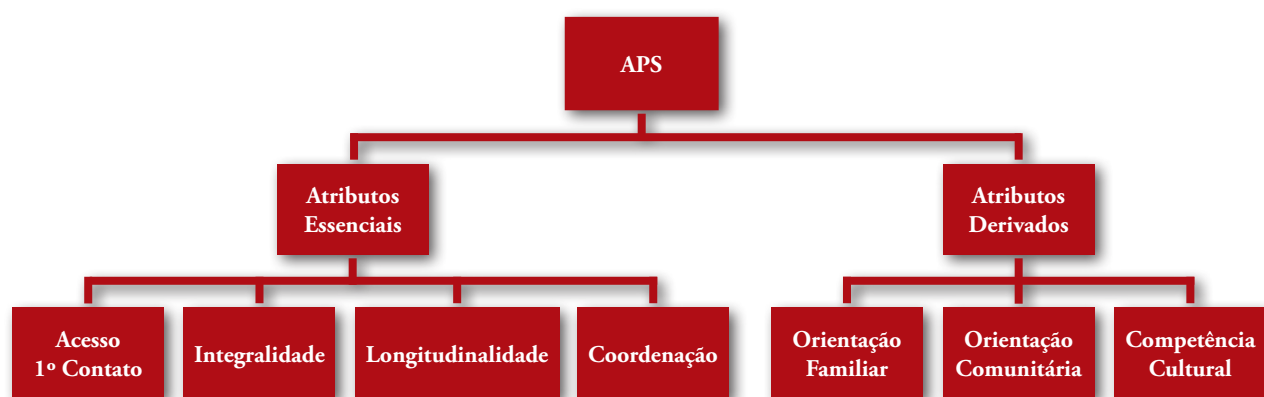 APS
Atributos
Essenciais
Atributos
Derivados
Acesso
1º Contato
Integralidade
Longitudinalidade
Coordenação
Orientação
Familiar
Orientação
Comunitária
Competência
Cultural